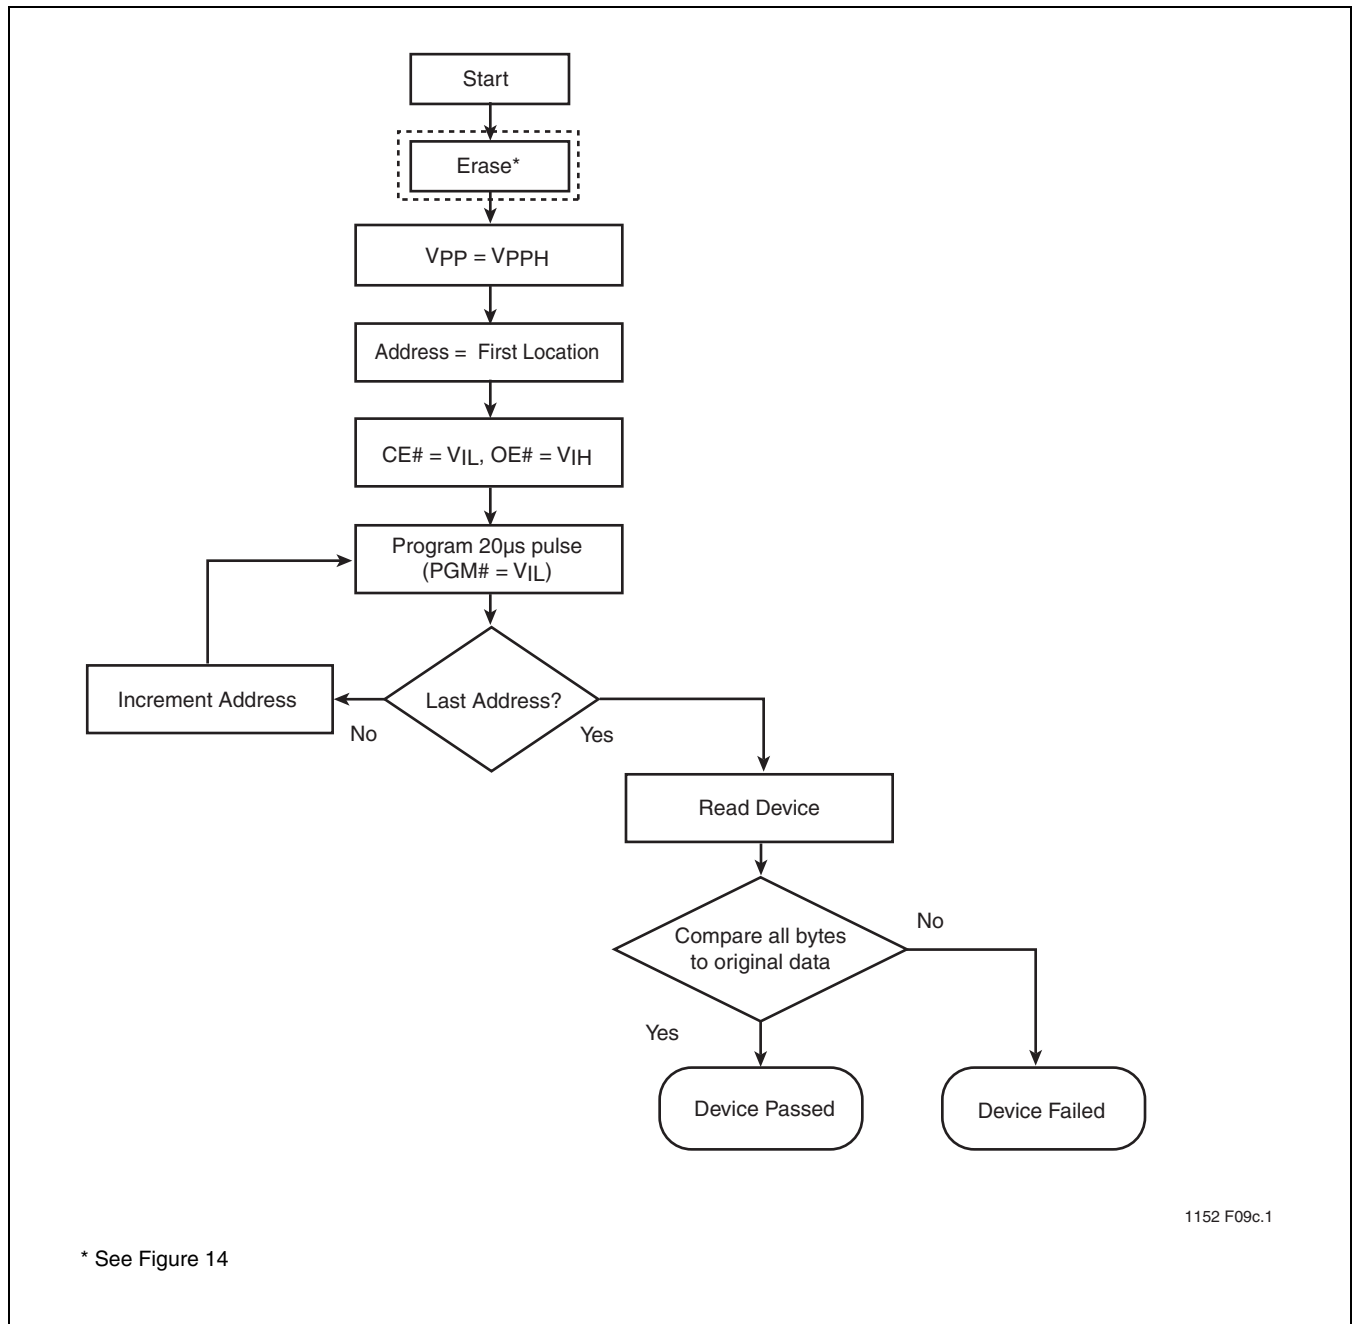 Start
Erase*
VPP = VPPH
Address = First Location
CE# = VIL, OE# = VIH
Program 20µs pulse
(PGM# = VIL)
Increment Address
Last Address?
No
Yes
Read Device
Compare all bytes
to original data
No
Yes
Device Passed
Device Failed
1152 F09c.1
* See Figure 14